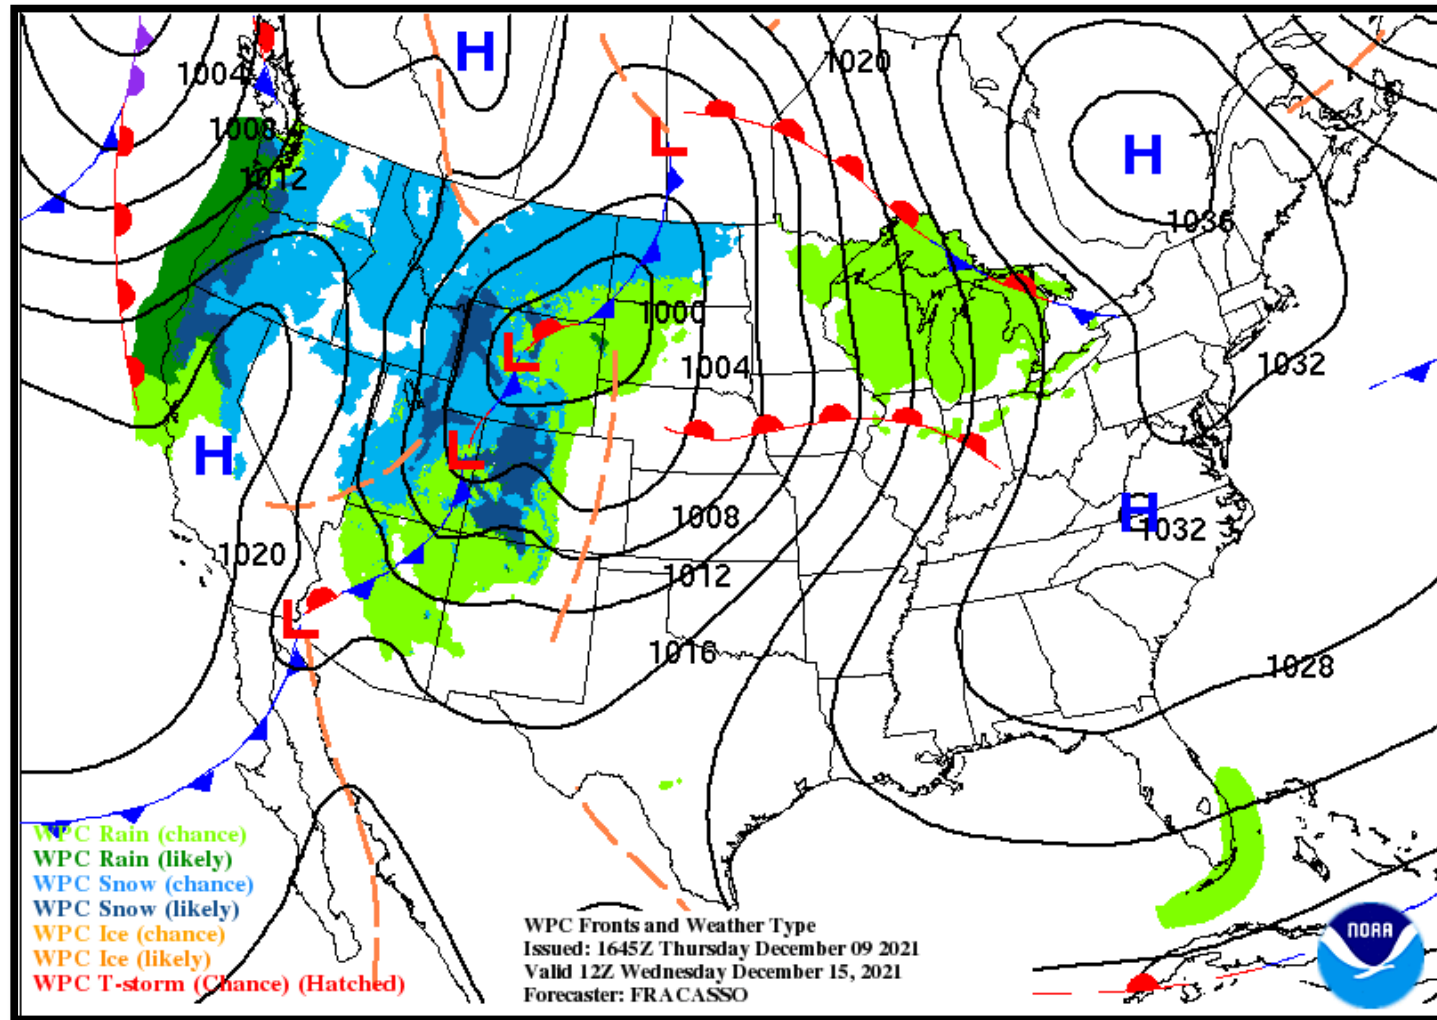 H
1020
1004
1008
L
H
1012
1036
1000
L
1004
1032
H
L
H
1008
1032
1020
1012
L
1016
1028
WPC Rain (chance)
WPC Rain (likely)
WPC Snow (chance)
WPC Snow (likely)
WPC Ice (chance)
WPC Ice (likely)
WPC T-storm (Chance) (Hatched)
WPC Fronts and Weather Type
Issued: 1645Z Thursday December 09 2021
Valid 12Z Wednesday December 15, 2021
Forecaster: FRACASSO
NOAA